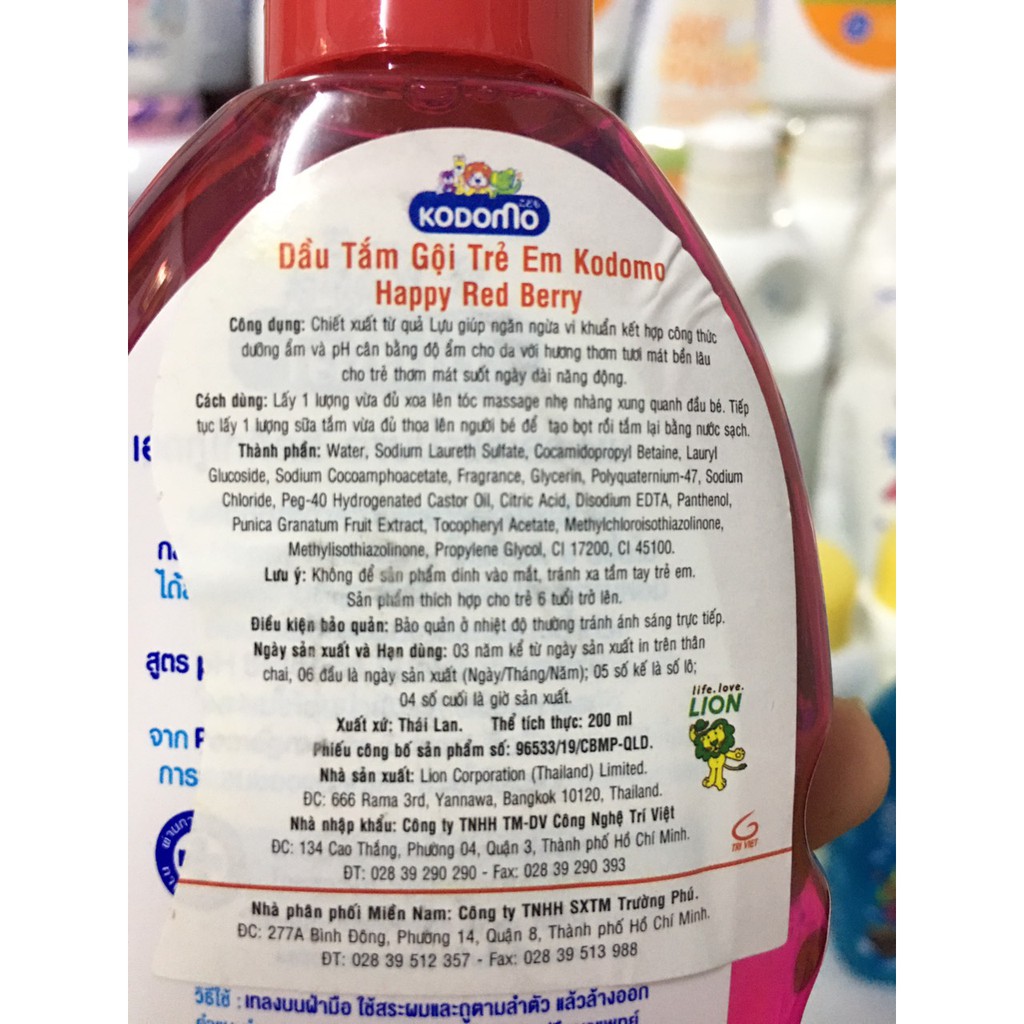 こども
KODOMO
Dầu Tắm Gội Trẻ Em Kodomo
Happy Red Berry
Công dụng: Chiết xuất từ quả Lựu giúp ngăn ngừa vi khuẩn kết hợp công thức
dưỡng ẩm và pH cân bằng độ ẩm cho da với hương thơm tươi mát bền lâu
cho trẻ thơm mát suốt ngày dài năng động.
Cách dùng: Lấy 1 lượng vừa đủ xoa lên tóc massage nhẹ nhàng xung quanh đầu bé. Tiếp
tục lấy 1 lượng sữa tắm vừa đủ thoa lên người bé để tạo bọt rồi tắm lại bằng nước sạch.
Thành phần: Water, Sodium Laureth Sulfate, Cocamidopropyl Betaine, Lauryl
Glucoside, Sodium Cocoamphoacetate, Fragrance, Glycerin, Polyquaternium-47, Sodium
Chloride, Peg-40 Hydrogenated Castor Oil, Citric Acid, Disodium EDTA, Panthenol,
Punica Granatum Fruit Extract, Tocopheryl Acetate, Methylchloroisothiazolinone,
Methylisothiazolinone, Propylene Glycol, CI 17200, CI 45100.
Lưu ý: Không để sản phẩm dính vào mắt, tránh xa tầm tay trẻ em.
Sản phẩm thích hợp cho trẻ 6 tuổi trở lên.
Điều kiện bảo quản: Bảo quản ở nhiệt độ thường tránh ánh sáng trực tiếp.
Ngày sản xuất và Hạn dùng: 03 năm kể từ ngày sản xuất in trên thân
chai, 06 đầu là ngày sản xuất (Ngày/Tháng/Năm); 05 số kế là số lô;
04 số cuối là giờ sản xuất.
Xuất xứ: Thái Lan. Thể tích thực: 200 ml
Phiếu công bố sản phẩm số: 96533/19/CBMP-QLD.
Nhà sản xuất: Lion Corporation (Thailand) Limited.
ĐC: 666 Rama 3rd, Yannawa, Bangkok 10120, Thailand.
life.love.
LION
Nhà nhập khẩu: Công ty TNHH TM-DV Công Nghệ Trí Việt
ĐC: 134 Cao Thắng, Phường 04, Quận 3, Thành phố Hồ Chí Minh.
ĐT: 028 39 290 290 - Fax: 028 39 290 393
TRI VIET
Nhà phân phối Miền Nam: Công ty TNHH SXTM Trường Phú.
ĐC: 277A Bình Đông, Phường 14, Quận 8, Thành phố Hồ Chí Minh.
ĐT: 028 39 512 357 - Fax: 028 39 513 988
สูตร
จาก
การ
วิธีใช้ : เทลงบนฝ่ามือ ใช้สระผมและถูตามลำตัว แล้วล้างออก